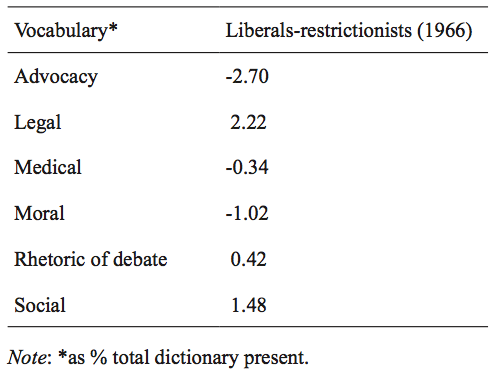 Vocabulary* Liberals-restrictionists (1966)
Advocacy -2.70
Legal 2.22
Medical -0.34
Moral -1.02
Rhetoric of debate 0.42
Social 1.48
Note: *as % total dictionary present.